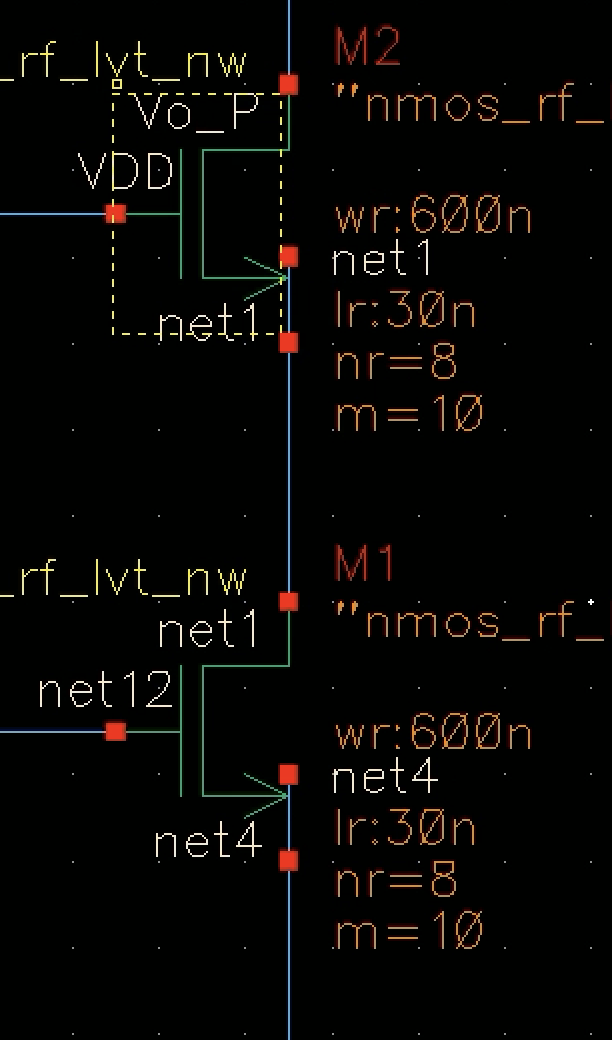 _rf_lvt_nw
M2
"nmos_rf_
Vo_P
VDD
wr:600n
net1
lr:30n
net1
nr=8
m=10
_rf_lvt_nw
M1
"nmos_rf_
net1
net12
wr:600n
net4
lr:30n
net4
nr=8
m=10